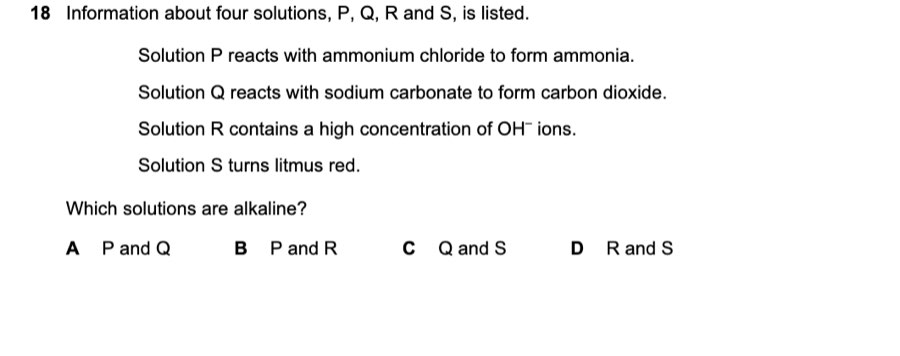 18 Information about four solutions, P, Q, R and S, is listed.
Solution P reacts with ammonium chloride to form ammonia.
Solution Q reacts with sodium carbonate to form carbon dioxide.
Solution R contains a high concentration of OH⁻ ions.
Solution S turns litmus red.
Which solutions are alkaline?
A P and Q B P and R C Q and S D R and S